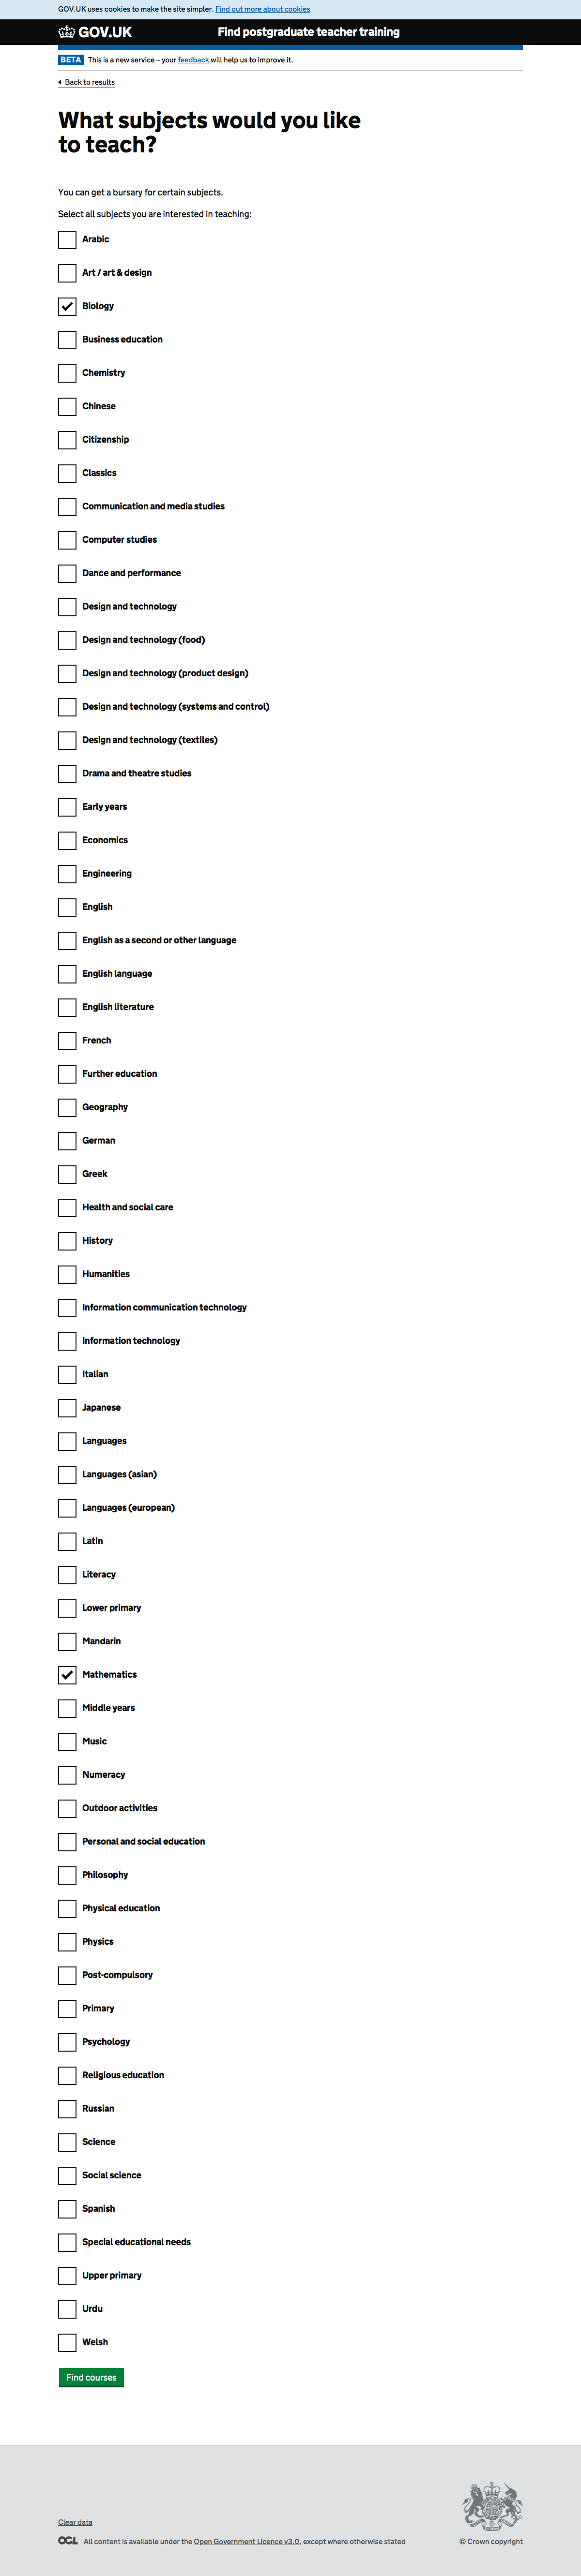 GOV.UK uses cookies to make the site simpler. Find out more about cookies
GOV.UK Find postgraduate teacher training
BETA This is a new service – your feedback will help us to improve it.
Back to results
What subjects would you like
to teach?
You can get a bursary for certain subjects.
Select all subjects you are interested in teaching:
Arabic
Art / art & design
Biology
Business education
Chemistry
Chinese
Citizenship
Classics
Communication and media studies
Computer studies
Dance and performance
Design and technology
Design and technology (food)
Design and technology (product design)
Design and technology (systems and control)
Design and technology (textiles)
Drama and theatre studies
Early years
Economics
Engineering
English
English as a second or other language
English language
English literature
French
Further education
Geography
German
Greek
Health and social care
History
Humanities
Information communication technology
Information technology
Italian
Japanese
Languages
Languages (asian)
Languages (european)
Latin
Literacy
Lower primary
Mandarin
Mathematics
Middle years
Music
Numeracy
Outdoor activities
Personal and social education
Philosophy
Physical education
Physics
Post-compulsory
Primary
Psychology
Religious education
Russian
Science
Social science
Spanish
Special educational needs
Upper primary
Urdu
Welsh
Find courses
Clear data
OGL All content is available under the Open Government Licence v3.0, except where otherwise stated
© Crown copyright